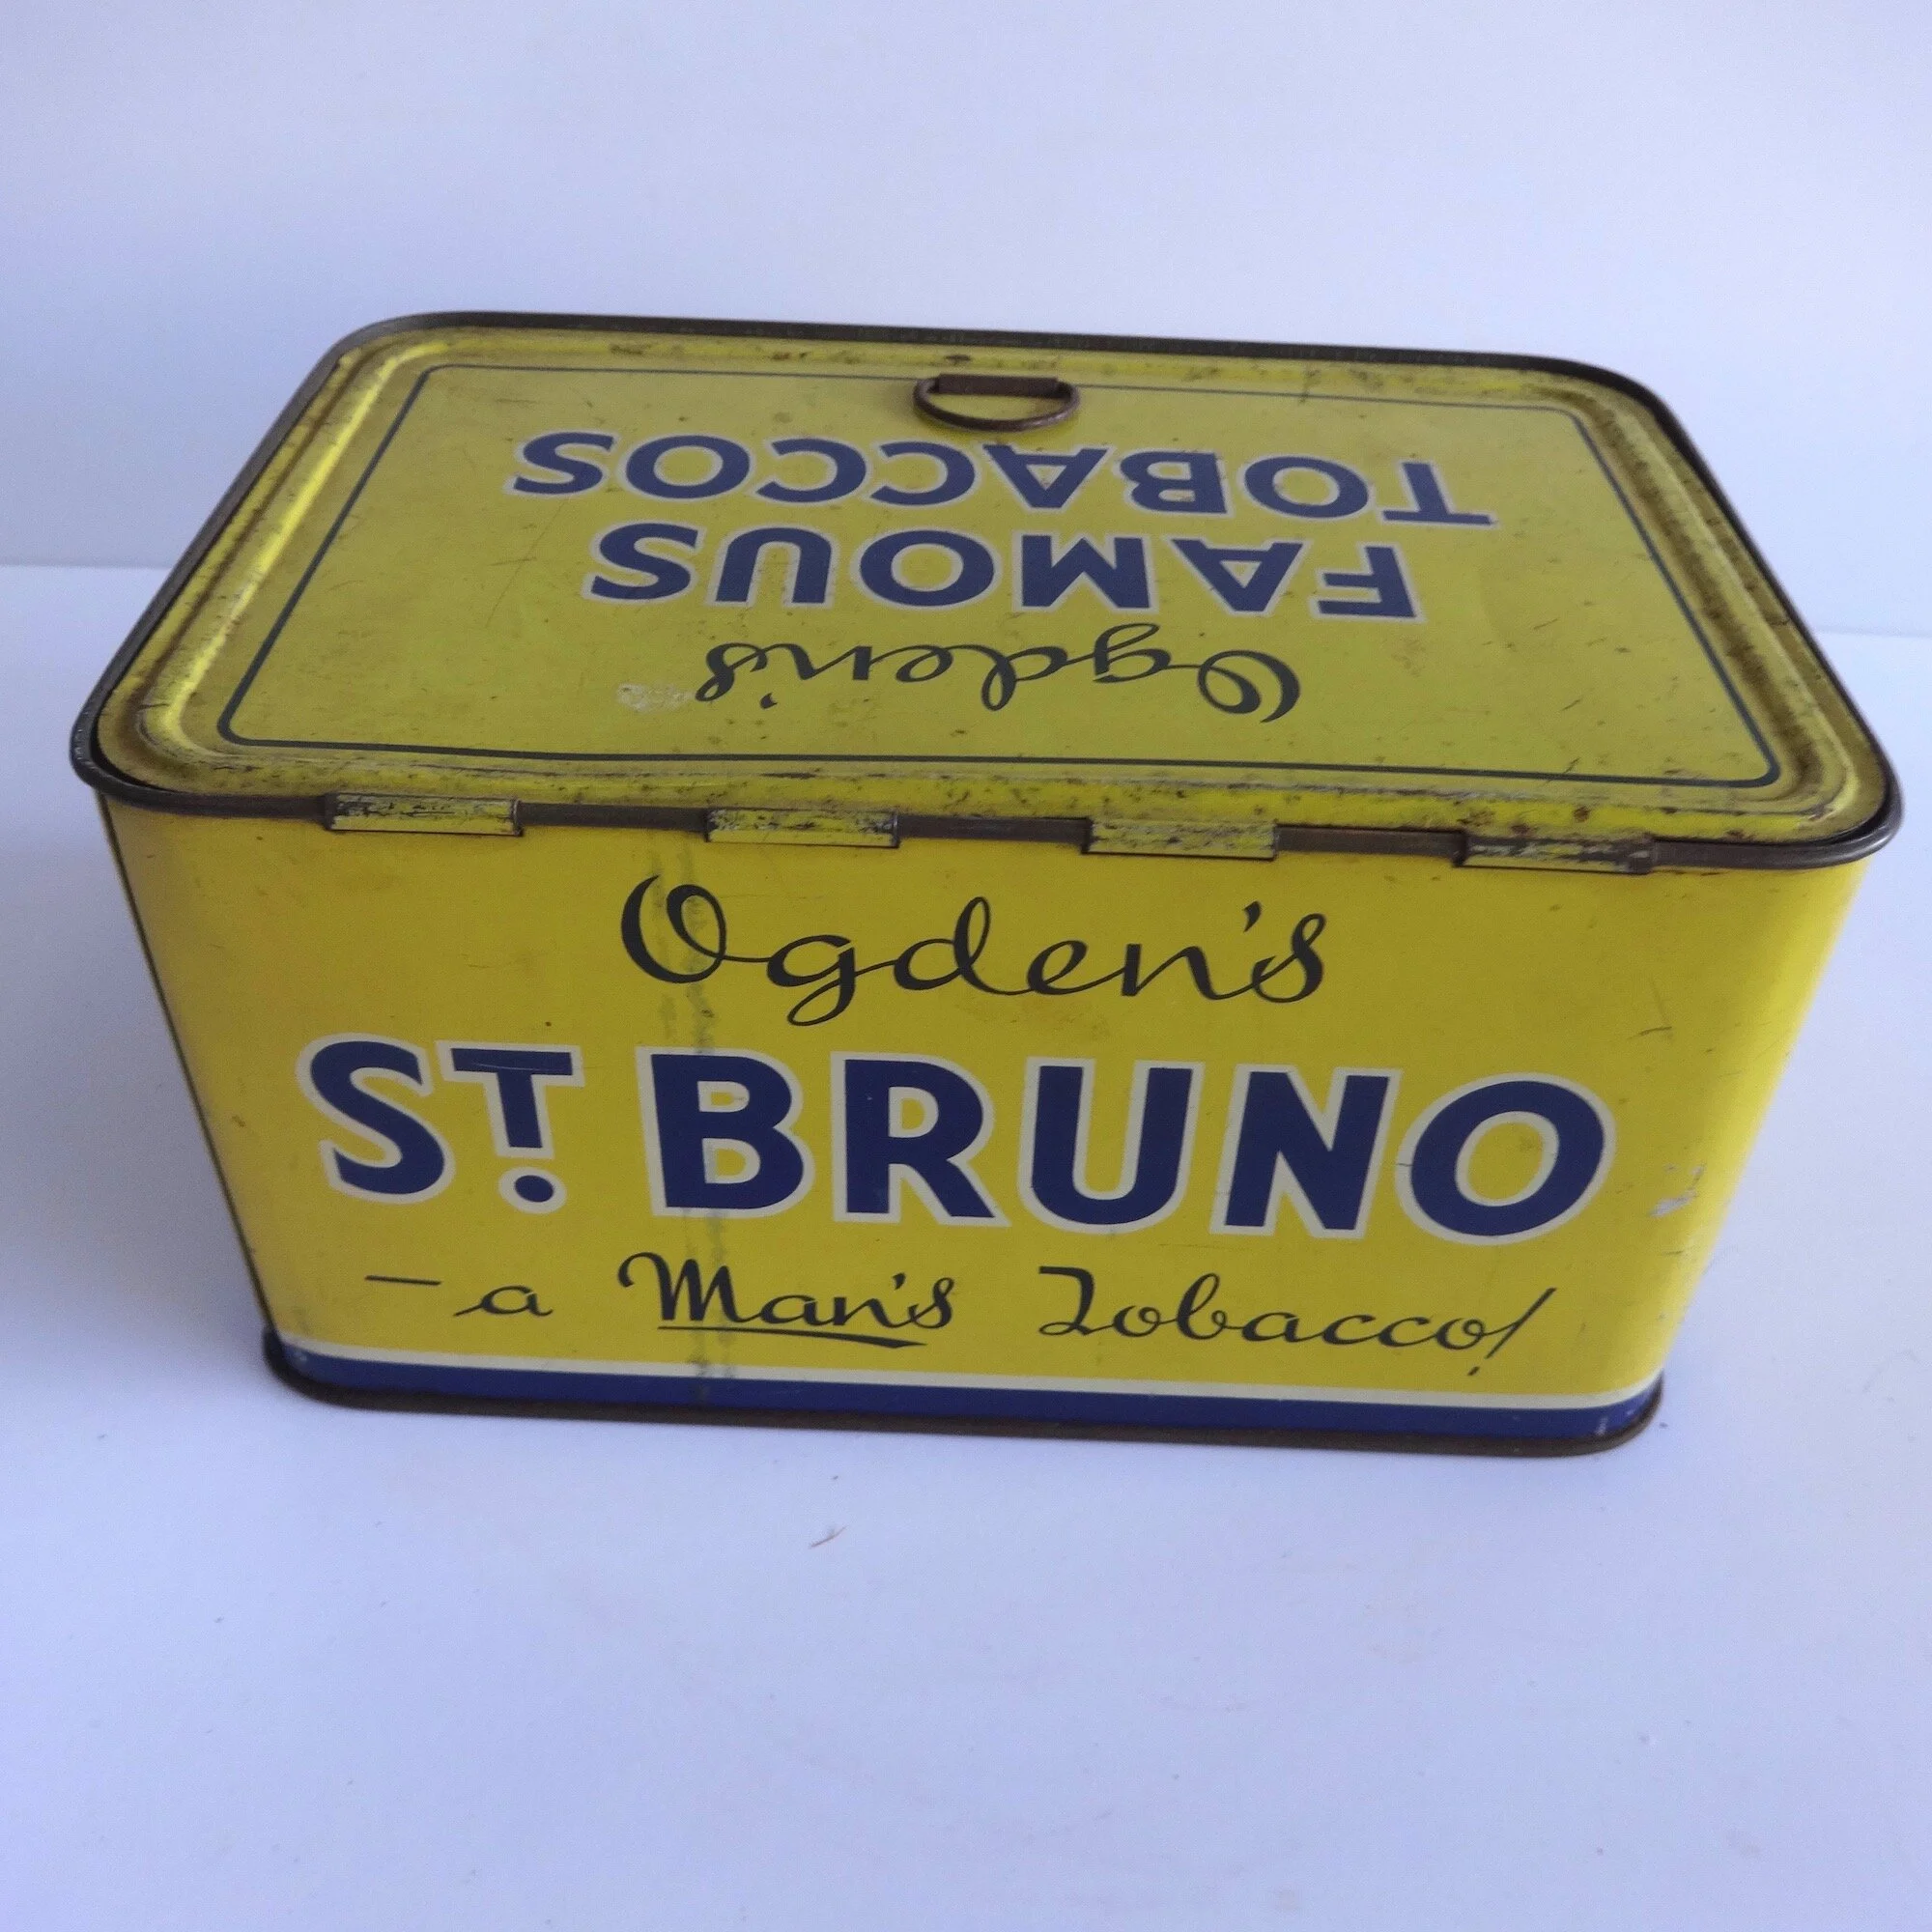 Ogden's
FAMOUS
TOBACCOS
Ogden's
ST. BRUNO
— a Man's Tobacco!